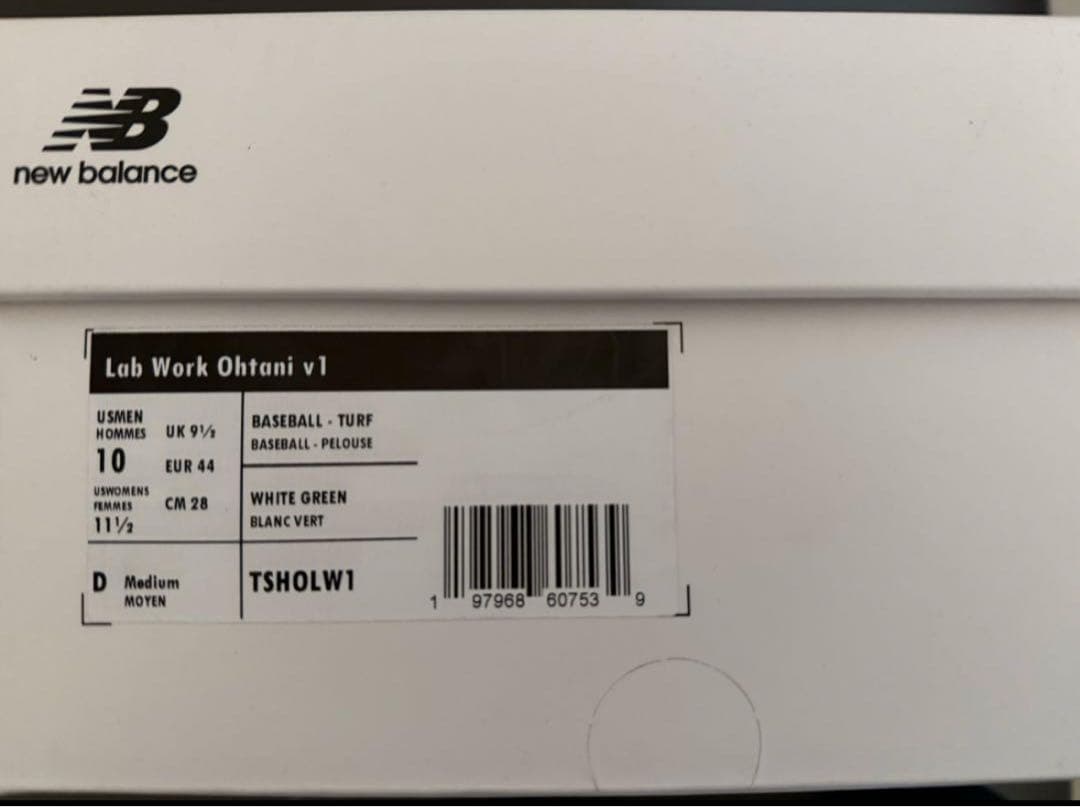 NB
new balance
Lab Work Ohtani v1
USMEN
HOMMES
10
UK 9½
EUR 44
USWOMENS
FEMMES
11½
CM 28
BASEBALL - TURF
BASEBALL - PELOUSE
WHITE GREEN
BLANC VERT
D Medium
MOYEN
TSHOLW1
1 97968 60753 9